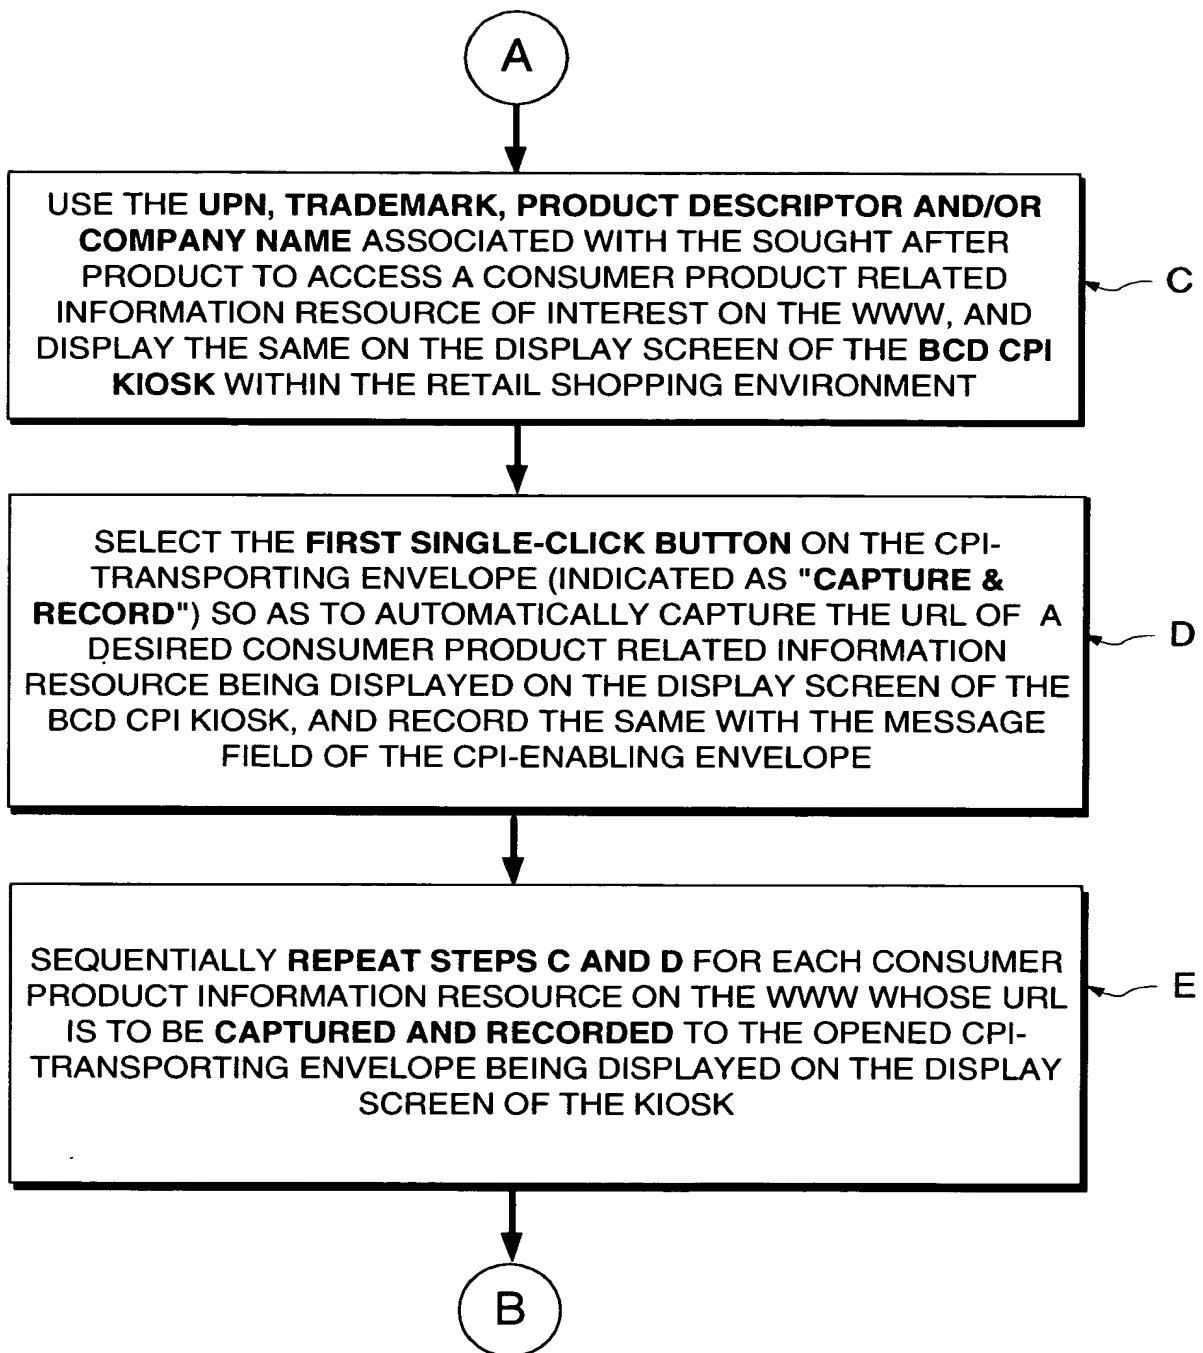 A
USE THE UPN, TRADEMARK, PRODUCT DESCRIPTOR AND/OR
COMPANY NAME ASSOCIATED WITH THE SOUGHT AFTER
PRODUCT TO ACCESS A CONSUMER PRODUCT RELATED
INFORMATION RESOURCE OF INTEREST ON THE WWW, AND
DISPLAY THE SAME ON THE DISPLAY SCREEN OF THE BCD CPI
KIOSK WITHIN THE RETAIL SHOPPING ENVIRONMENT
C
SELECT THE FIRST SINGLE-CLICK BUTTON ON THE CPI-
TRANSPORTING ENVELOPE (INDICATED AS "CAPTURE &
RECORD") SO AS TO AUTOMATICALLY CAPTURE THE URL OF A
DESIRED CONSUMER PRODUCT RELATED INFORMATION
RESOURCE BEING DISPLAYED ON THE DISPLAY SCREEN OF THE
BCD CPI KIOSK, AND RECORD THE SAME WITH THE MESSAGE
FIELD OF THE CPI-ENABLING ENVELOPE
D
SEQUENTIALLY REPEAT STEPS C AND D FOR EACH CONSUMER
PRODUCT INFORMATION RESOURCE ON THE WWW WHOSE URL
IS TO BE CAPTURED AND RECORDED TO THE OPENED CPI-
TRANSPORTING ENVELOPE BEING DISPLAYED ON THE DISPLAY
SCREEN OF THE KIOSK
E
B